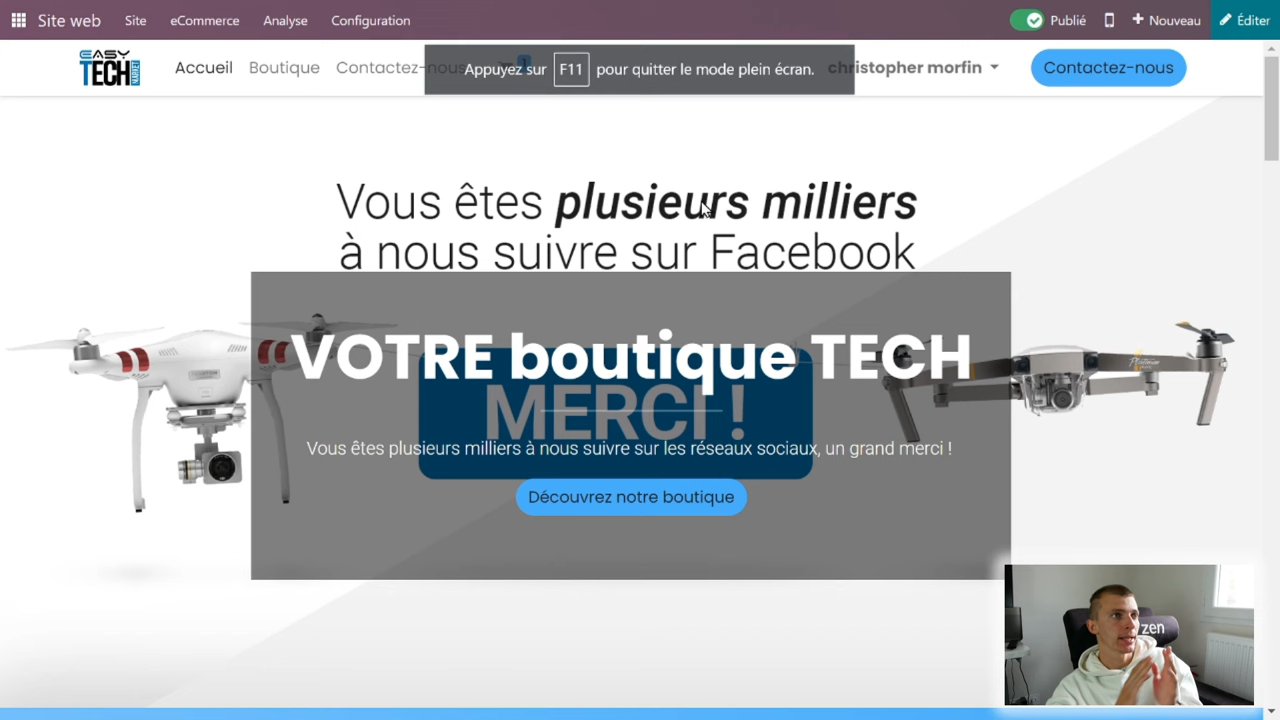 Site web Site eCommerce Analyse Configuration Publié Nouveau Éditer
EASY TECH MARKET
Accueil Boutique Contactez-nous
Appuyez sur F11 pour quitter le mode plein écran.
christopher morfin
Contactez-nous
Vous êtes plusieurs milliers
à nous suivre sur Facebook
VOTRE boutique TECH
MERCI !
Vous êtes plusieurs milliers à nous suivre sur les réseaux sociaux, un grand merci !
Découvrez notre boutique
Platinum
zen